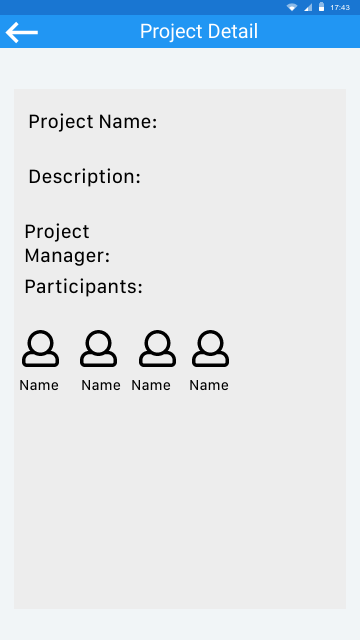 17:43
Project Detail
Project Name:
Description:
Project
Manager:
Participants:
Name Name Name Name